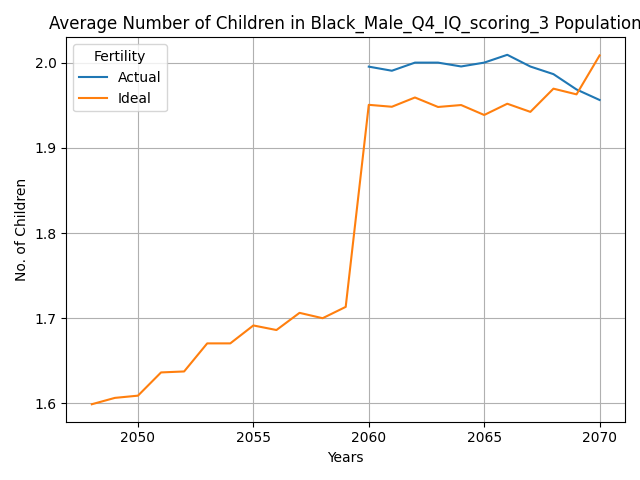 Average Number of Children in Black_Male_Q4_IQ_scoring_3 Population
Fertility
Actual
Ideal
2.0
1.9
1.8
1.7
1.6
No. of Children
2050
2055
2060
2065
2070
Years